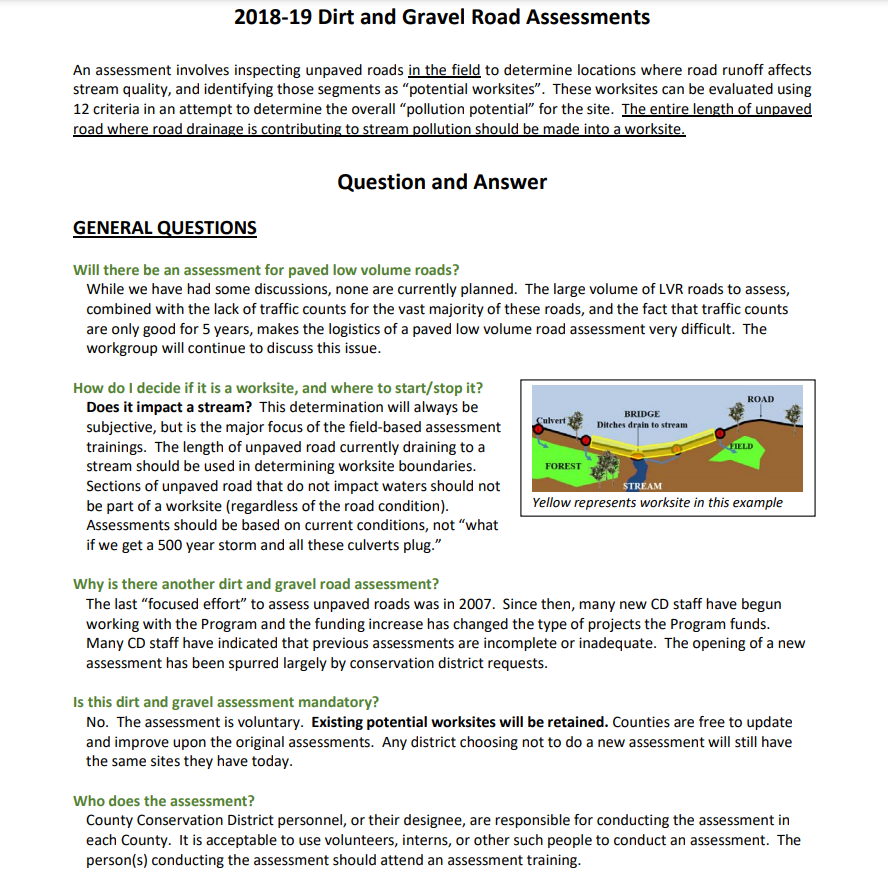 2018-19 Dirt and Gravel Road Assessments
An assessment involves inspecting unpaved roads in the field to determine locations where road runoff affects
stream quality, and identifying those segments as “potential worksites”.  These worksites can be evaluated using
12 criteria in an attempt to determine the overall “pollution potential” for the site.  The entire length of unpaved
road where road drainage is contributing to stream pollution should be made into a worksite.
Question and Answer
GENERAL QUESTIONS
Will there be an assessment for paved low volume roads?
While we have had some discussions, none are currently planned.  The large volume of LVR roads to assess,
combined with the lack of traffic counts for the vast majority of these roads, and the fact that traffic counts
are only good for 5 years, makes the logistics of a paved low volume road assessment very difficult.  The
workgroup will continue to discuss this issue.
How do I decide if it is a worksite, and where to start/stop it?
Does it impact a stream?  This determination will always be
subjective, but is the major focus of the field-based assessment
trainings.  The length of unpaved road currently draining to a
stream should be used in determining worksite boundaries.
Sections of unpaved road that do not impact waters should not
be part of a worksite (regardless of the road condition).
Assessments should be based on current conditions, not “what
if we get a 500 year storm and all these culverts plug.”
Culvert
BRIDGE
Ditches drain to stream
ROAD
FIELD
FOREST
STREAM
Yellow represents worksite in this example
Why is there another dirt and gravel road assessment?
The last “focused effort” to assess unpaved roads was in 2007.  Since then, many new CD staff have begun
working with the Program and the funding increase has changed the type of projects the Program funds.
Many CD staff have indicated that previous assessments are incomplete or inadequate.  The opening of a new
assessment has been spurred largely by conservation district requests.
Is this dirt and gravel assessment mandatory?
No.  The assessment is voluntary.  Existing potential worksites will be retained. Counties are free to update
and improve upon the original assessments.  Any district choosing not to do a new assessment will still have
the same sites they have today.
Who does the assessment?
County Conservation District personnel, or their designee, are responsible for conducting the assessment in
each County.  It is acceptable to use volunteers, interns, or other such people to conduct an assessment.  The
person(s) conducting the assessment should attend an assessment training.